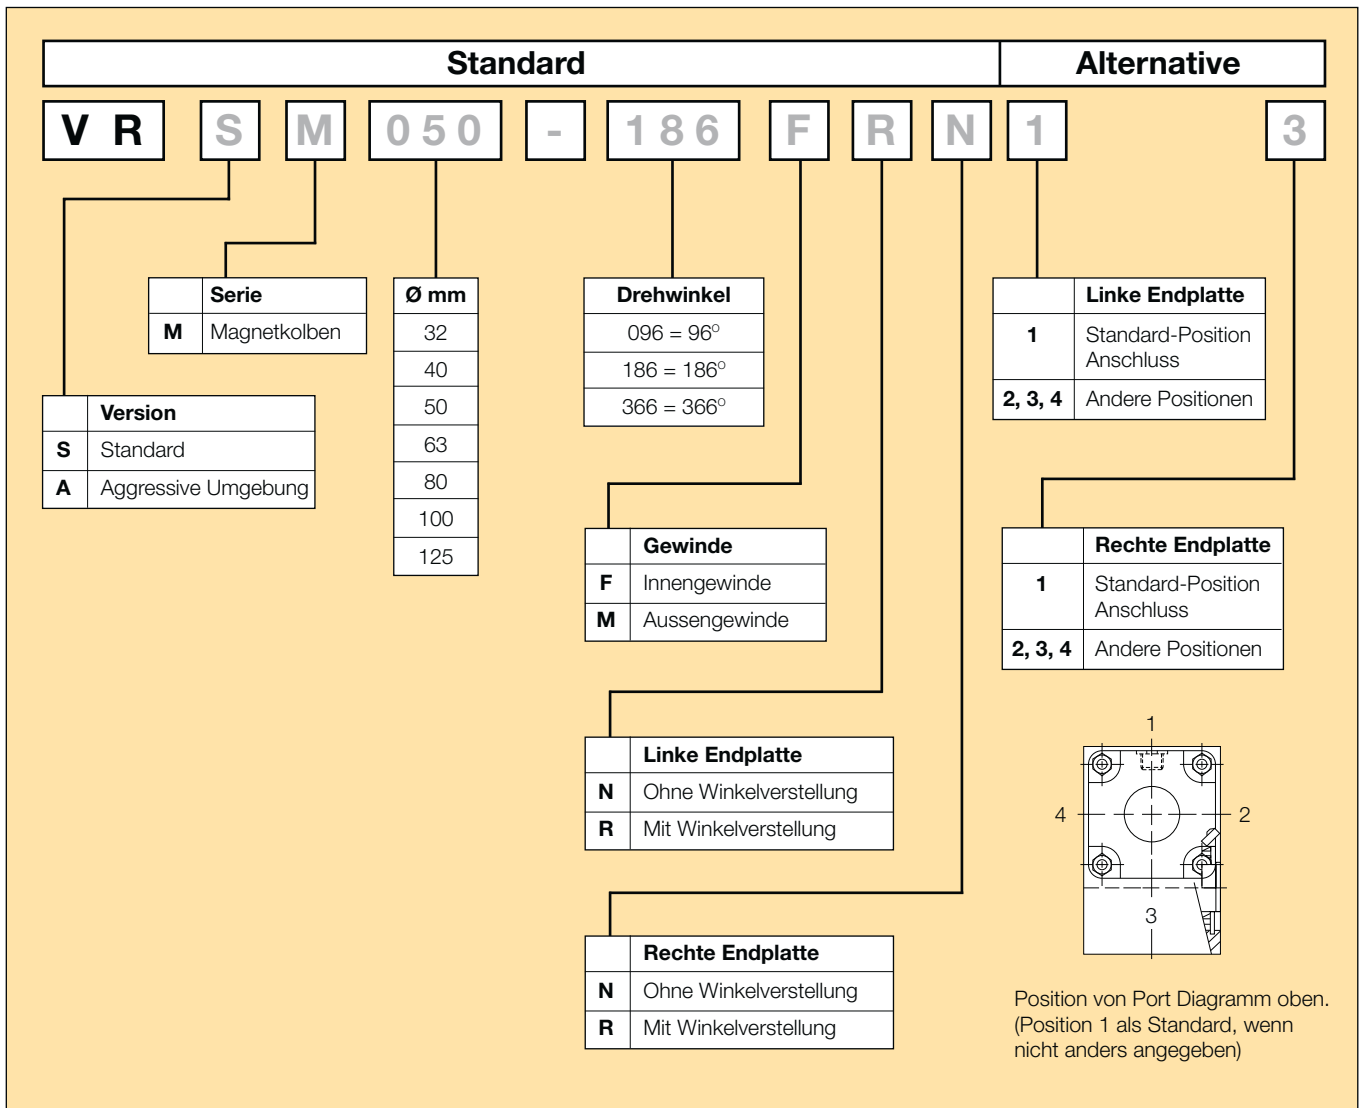 Standard Alternative
V R S M 0 5 0 - 1 8 6 F R N 1 3
Serie
M Magnetkolben
Version
S Standard
A Aggressive Umgebung
Ø mm
32
40
50
63
80
100
125
Drehwinkel
096 = 96°
186 = 186°
366 = 366°
Gewinde
F Innengewinde
M Aussengewinde
Linke Endplatte
N Ohne Winkelverstellung
R Mit Winkelverstellung
Rechte Endplatte
N Ohne Winkelverstellung
R Mit Winkelverstellung
Linke Endplatte
1 Standard-Position
Anschluss
2, 3, 4 Andere Positionen
Rechte Endplatte
1 Standard-Position
Anschluss
2, 3, 4 Andere Positionen
1
4 2
3
Position von Port Diagramm oben.
(Position 1 als Standard, wenn
nicht anders angegeben)